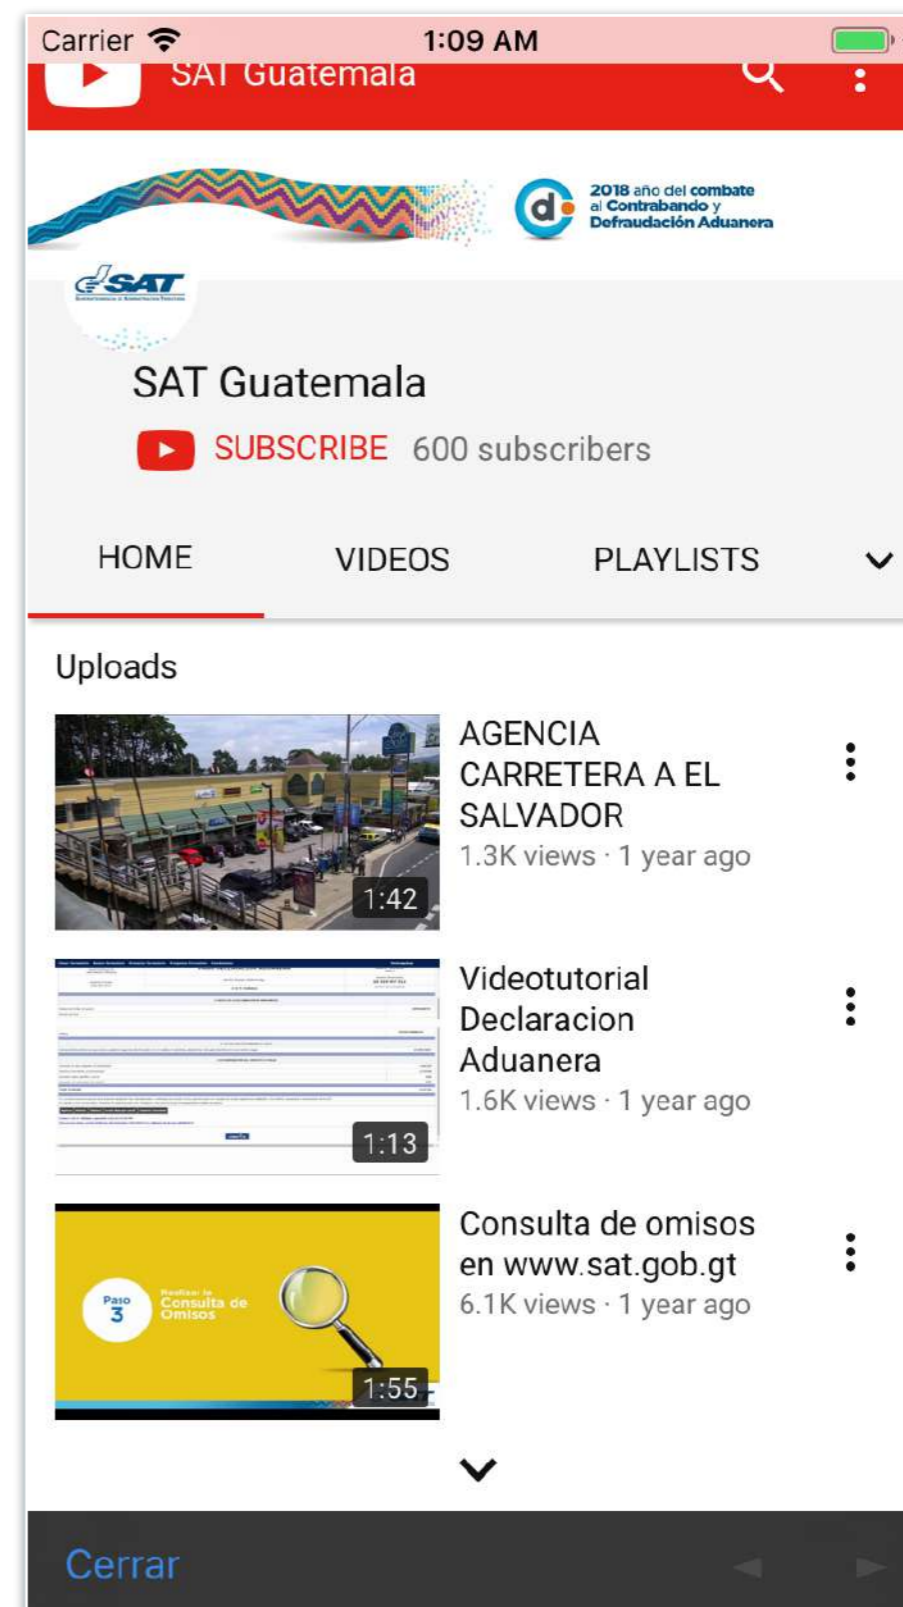 Carrier
1:09 AM
SAT Guatemala
2018 año del combate
al Contrabando y
Defraudación Aduanera
SAT
SAT Guatemala
SUBSCRIBE 600 subscribers
HOME VIDEOS PLAYLISTS
Uploads
AGENCIA
CARRETERA A EL
SALVADOR
1.3K views · 1 year ago
1:42
Videotutorial
Declaracion
Aduanera
1.6K views · 1 year ago
1:13
Consulta de omisos
en www.sat.gob.gt
6.1K views · 1 year ago
Paso
3
Realizar la
Consulta de
Omisos
1:55
Cerrar